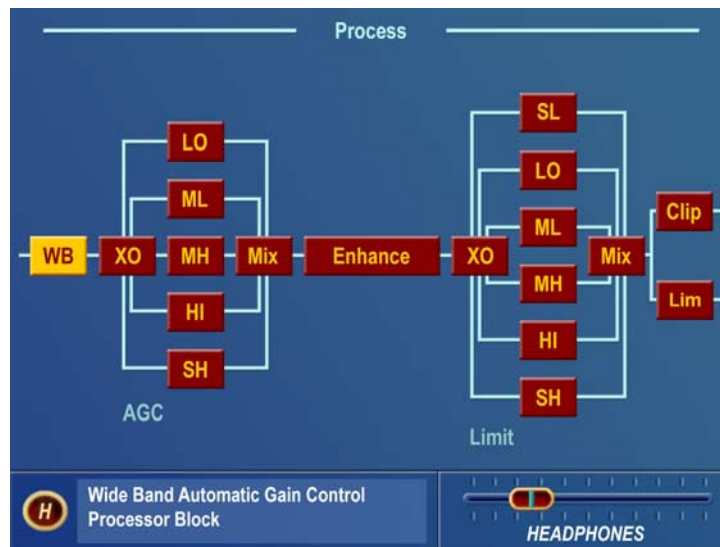 Process
WB
XO
LO
ML
MH
HI
SH
Mix
AGC
Enhance
XO
SL
LO
ML
MH
HI
SH
Mix
Limit
Clip
Lim
H
Wide Band Automatic Gain Control
Processor Block
HEADPHONES